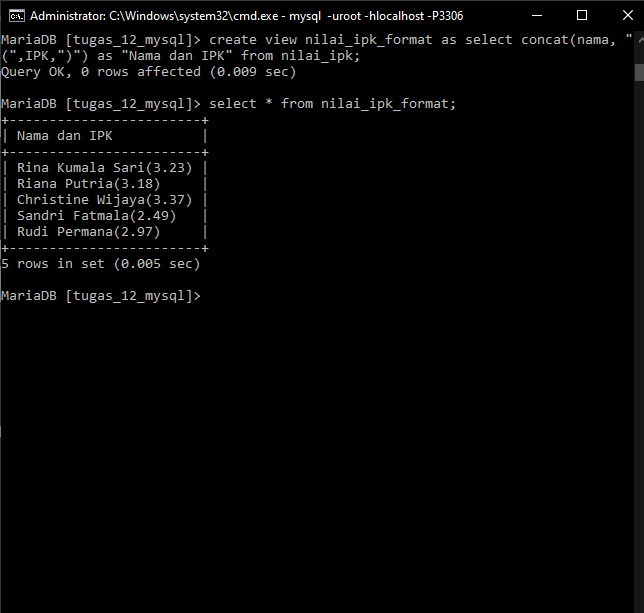 Administrator: C:\Windows\system32\cmd.exe - mysql -uroot -hlocalhost -P3306
MariaDB [tugas_12_mysql]> create view nilai_ipk_format as select concat(nama, "
(",IPK,")") as "Nama dan IPK" from nilai_ipk;
Query OK, 0 rows affected (0.009 sec)
MariaDB [tugas_12_mysql]> select * from nilai_ipk_format;
+------------------------+
| Nama dan IPK           |
+------------------------+
| Rina Kumala Sari(3.23) |
| Riana Putria(3.18)     |
| Christine Wijaya(3.37) |
| Sandri Fatmala(2.49)   |
| Rudi Permana(2.97)     |
+------------------------+
5 rows in set (0.005 sec)
MariaDB [tugas_12_mysql]>